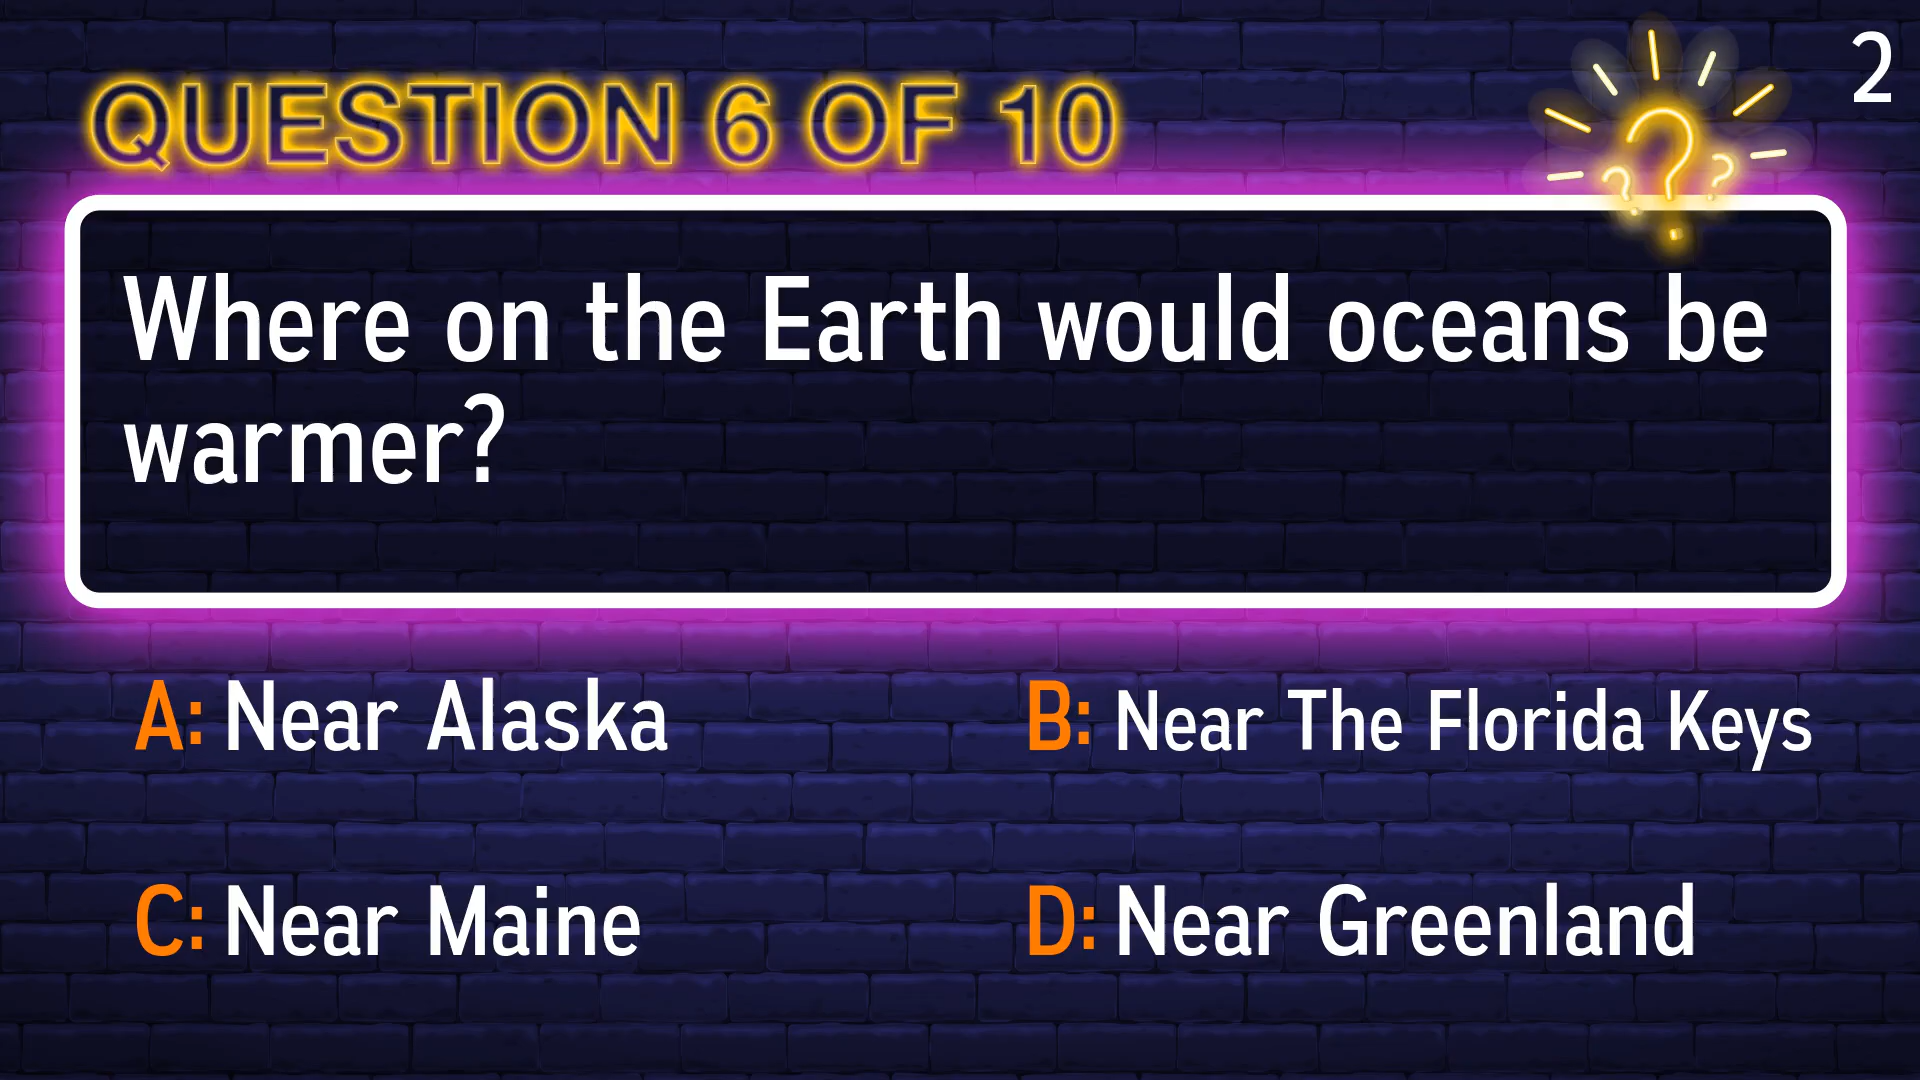 2
QUESTION 6 OF 10
Where on the Earth would oceans be
warmer?
A: Near Alaska
B: Near The Florida Keys
C: Near Maine
D: Near Greenland